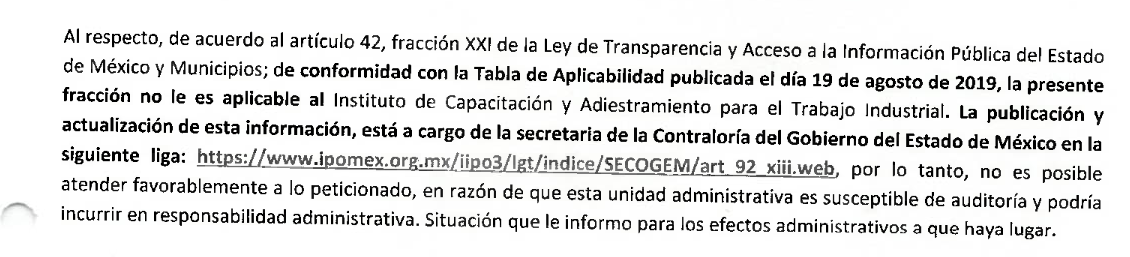 Al respecto, de acuerdo al artículo 42, fracción XXI de la Ley de Transparencia y Acceso a la Información Pública del Estado
de México y Municipios; de conformidad con la Tabla de Aplicabilidad publicada el día 19 de agosto de 2019, la presente
fracción no le es aplicable al Instituto de Capacitación y Adiestramiento para el Trabajo Industrial. La publicación y
actualización de esta información, está a cargo de la secretaria de la Contraloría del Gobierno del Estado de México en la
siguiente liga: https://www.ipomex.org.mx/iipo3/lgt/indice/SECOGEM/art_92_xiii.web, por lo tanto, no es posible
atender favorablemente a lo peticionado, en razón de que esta unidad administrativa es susceptible de auditoría y podría
incurrir en responsabilidad administrativa. Situación que le informo para los efectos administrativos a que haya lugar.